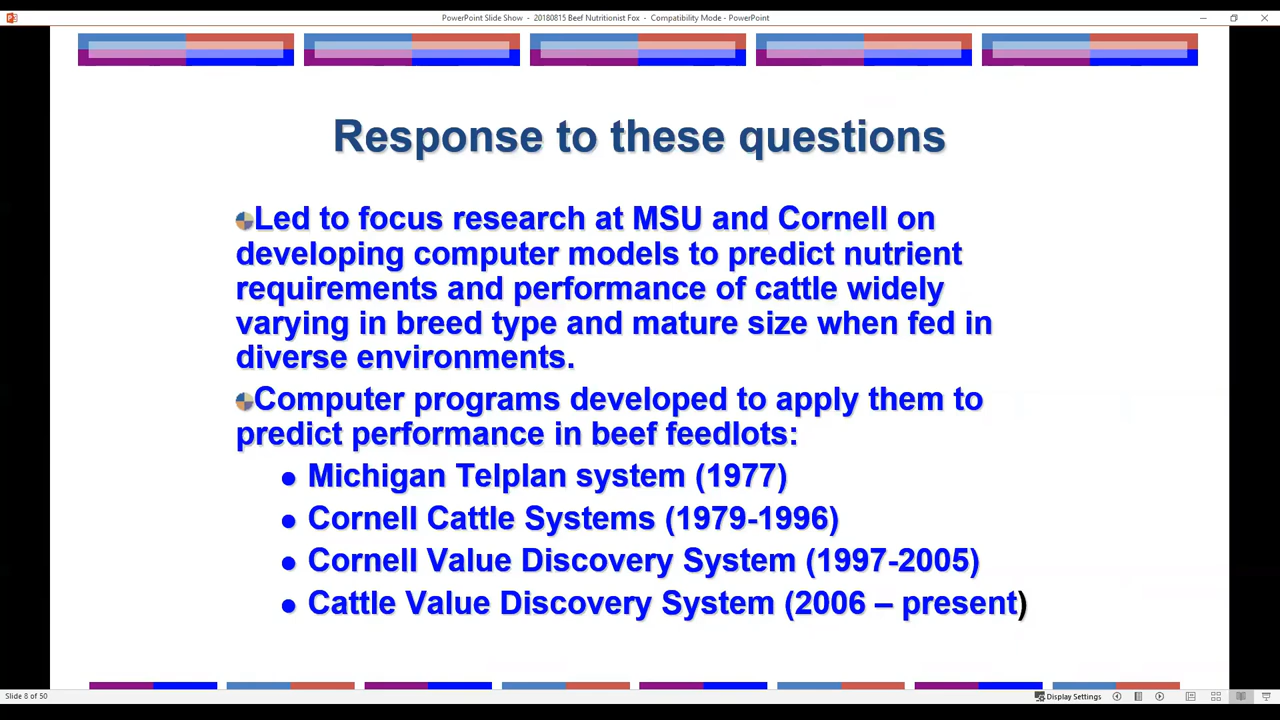 PowerPoint Slide Show - 20180815 Beef Nutritionist Fox - Compatibility Mode - PowerPoint
Response to these questions
Led to focus research at MSU and Cornell on
developing computer models to predict nutrient
requirements and performance of cattle widely
varying in breed type and mature size when fed in
diverse environments.
Computer programs developed to apply them to
predict performance in beef feedlots:
Michigan Telplan system (1977)
Cornell Cattle Systems (1979-1996)
Cornell Value Discovery System (1997-2005)
Cattle Value Discovery System (2006 – present)
Slide 8 of 50
Display Settings